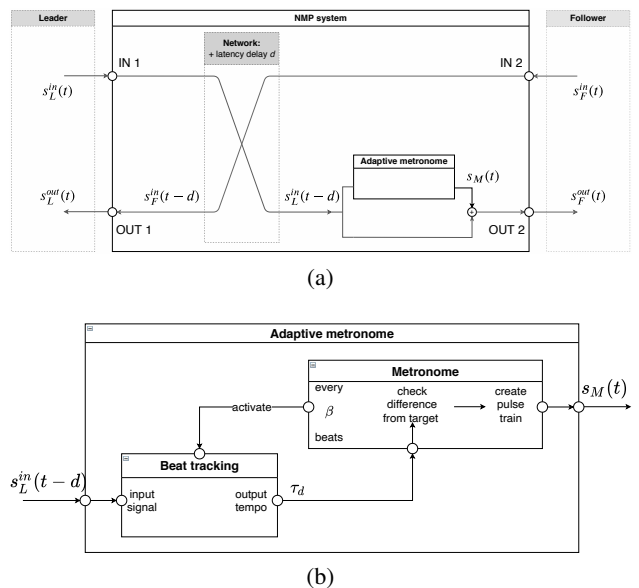 Leader
NMP system
Follower
Network:
+ latency delay d
IN 1
IN 2
s_L^{in}(t)
s_F^{in}(t)
Adaptive metronome
s_M(t)
s_L^{out}(t)
s_F^{in}(t − d)
s_L^{in}(t − d)
+
s_F^{out}(t)
OUT 1
OUT 2
(a)
Adaptive metronome
Metronome
every
β
beats
check
difference
from target
create
pulse
train
s_M(t)
activate
Beat tracking
s_L^{in}(t − d)
input
signal
output
tempo
τ_d
(b)